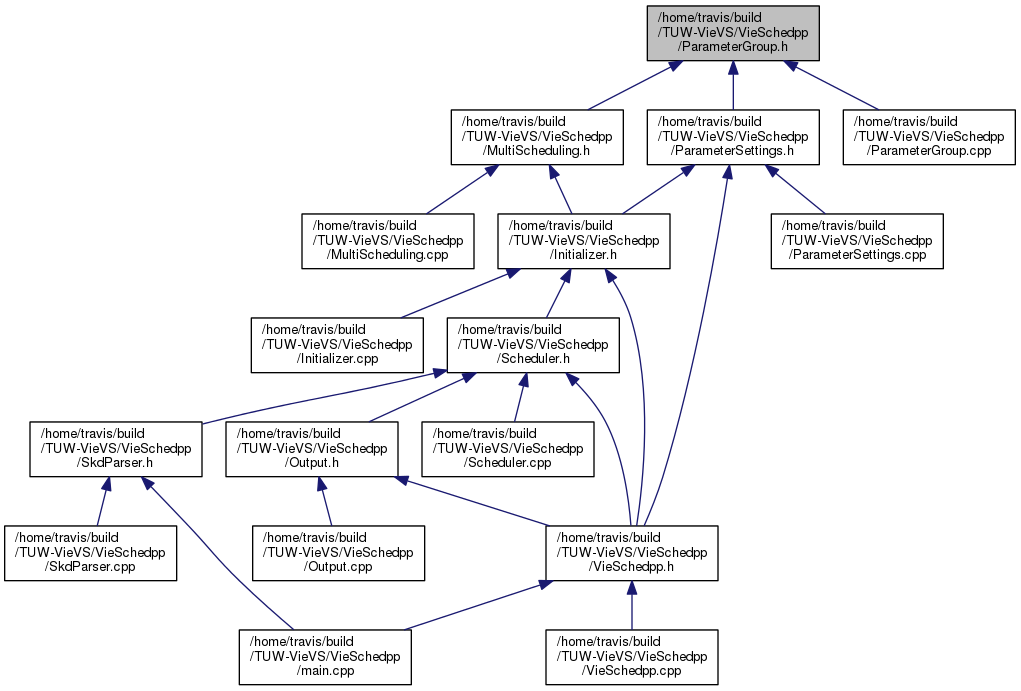 /home/travis/build
/TUW-VieVS/VieSchedpp
/ParameterGroup.h
/home/travis/build
/TUW-VieVS/VieSchedpp
/MultiScheduling.h
/home/travis/build
/TUW-VieVS/VieSchedpp
/ParameterSettings.h
/home/travis/build
/TUW-VieVS/VieSchedpp
/ParameterGroup.cpp
/home/travis/build
/TUW-VieVS/VieSchedpp
/MultiScheduling.cpp
/home/travis/build
/TUW-VieVS/VieSchedpp
/Initializer.h
/home/travis/build
/TUW-VieVS/VieSchedpp
/ParameterSettings.cpp
/home/travis/build
/TUW-VieVS/VieSchedpp
/Initializer.cpp
/home/travis/build
/TUW-VieVS/VieSchedpp
/Scheduler.h
/home/travis/build
/TUW-VieVS/VieSchedpp
/SkdParser.h
/home/travis/build
/TUW-VieVS/VieSchedpp
/Output.h
/home/travis/build
/TUW-VieVS/VieSchedpp
/Scheduler.cpp
/home/travis/build
/TUW-VieVS/VieSchedpp
/SkdParser.cpp
/home/travis/build
/TUW-VieVS/VieSchedpp
/Output.cpp
/home/travis/build
/TUW-VieVS/VieSchedpp
/VieSchedpp.h
/home/travis/build
/TUW-VieVS/VieSchedpp
/main.cpp
/home/travis/build
/TUW-VieVS/VieSchedpp
/VieSchedpp.cpp